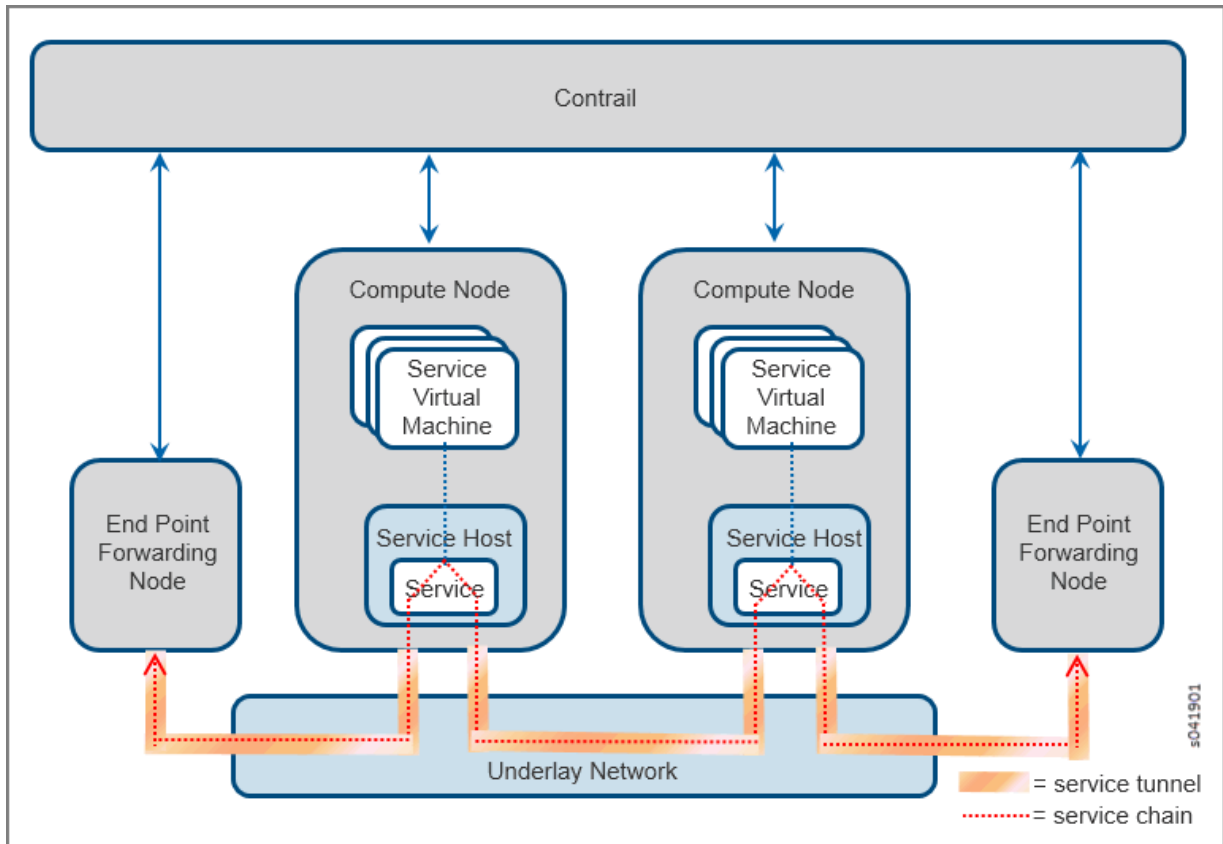 Contrail
Compute Node
Service
Virtual
Machine
Service Host
Service
Compute Node
Service
Virtual
Machine
Service Host
Service
End Point
Forwarding
Node
End Point
Forwarding
Node
Underlay Network
s041901
= service tunnel
= service chain